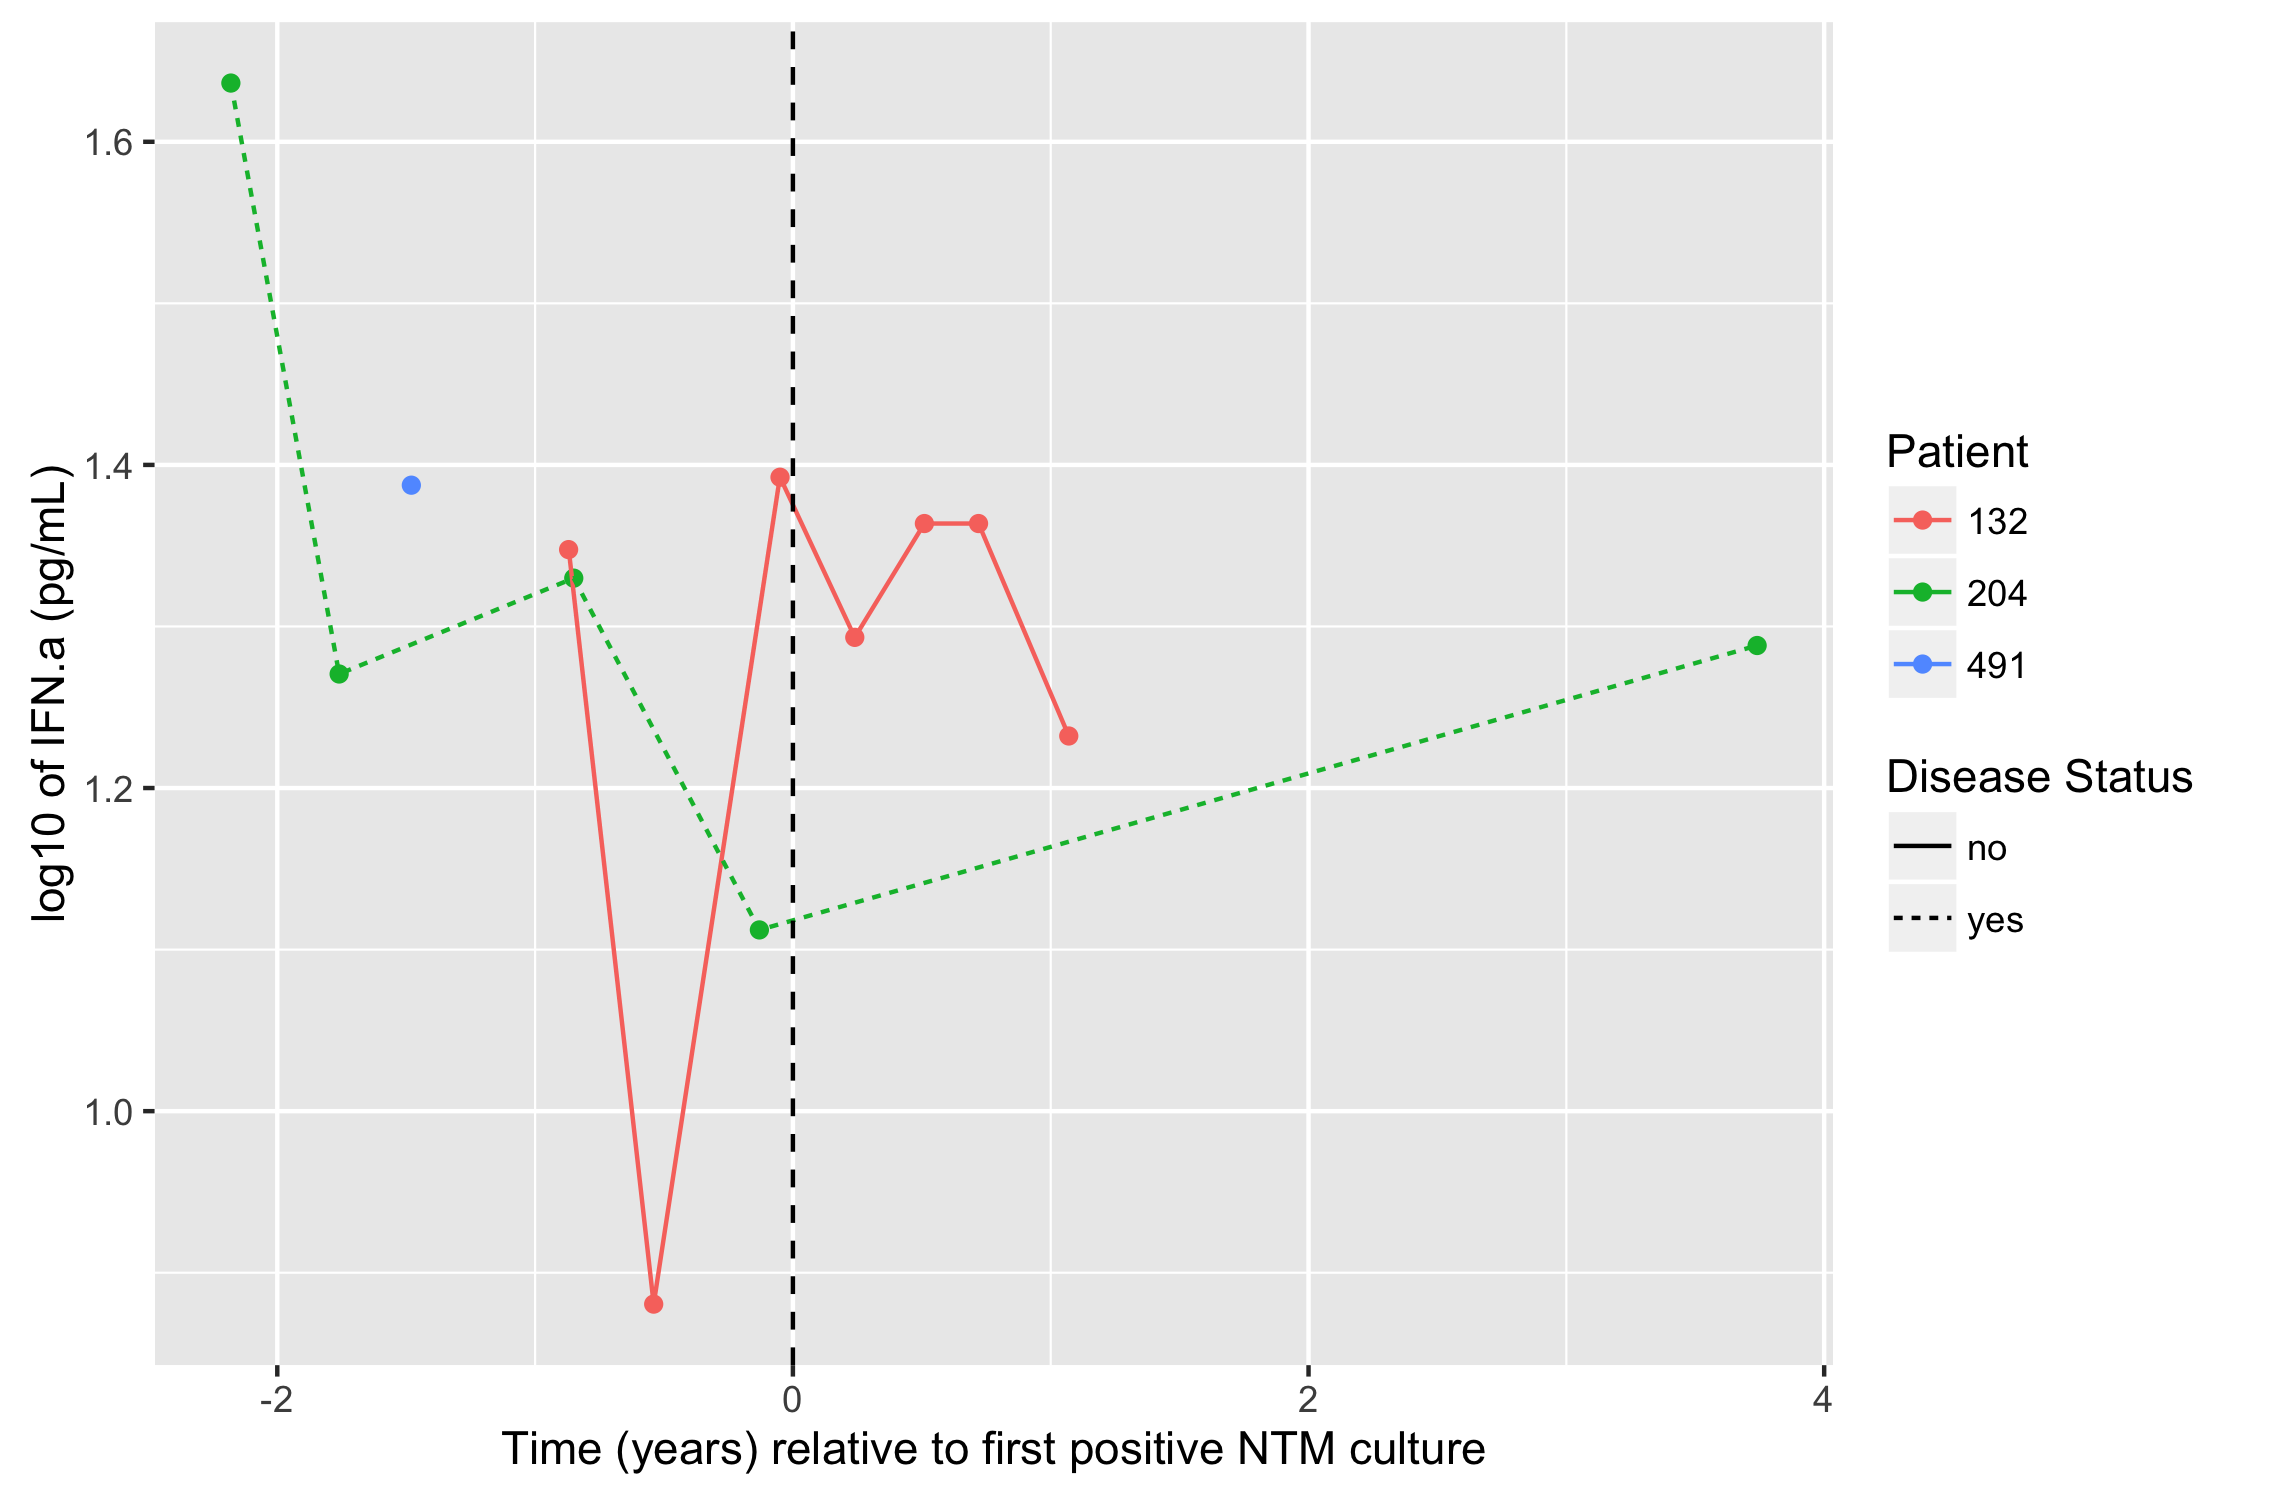 log10 of IFN.a (pg/mL)
1.6
1.4
1.2
1.0
-2
0
2
4
Time (years) relative to first positive NTM culture
Patient
132
204
491
Disease Status
no
yes